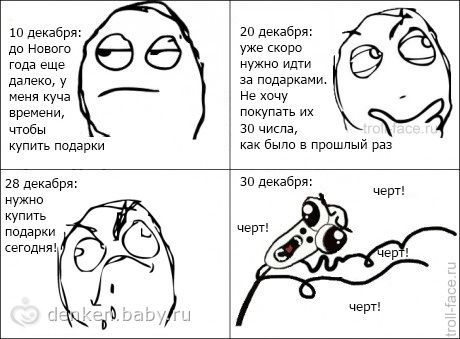 10 декабря:
до Нового
года еще
далеко, у
меня куча
времени,
чтобы
купить подарки
20 декабря:
уже скоро
нужно идти
за подарками.
Не хочу
покупать их
30 числа,
как было в прошлый раз
troll-face.ru
28 декабря:
нужно
купить
подарки
сегодня!
denker.baby.ru
30 декабря:
черт!
черт!
черт!
черт!
troll-face.ru